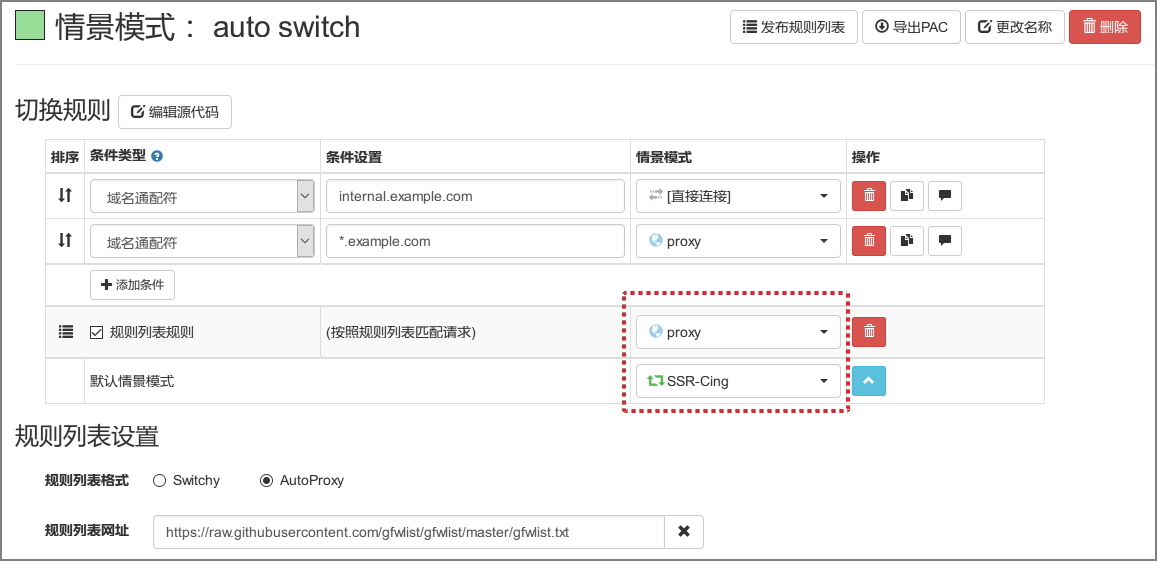 情景模式： auto switch
发布规则列表 导出PAC 更改名称 删除
切换规则 编辑源代码
排序 条件类型 条件设置 情景模式 操作
域名通配符 internal.example.com [直接连接]
域名通配符 *.example.com proxy
添加条件
规则列表规则 (按照规则列表匹配请求) proxy
默认情景模式 SSR-Cing
规则列表设置
规则列表格式 Switchy AutoProxy
规则列表网址 https://raw.githubusercontent.com/gfwlist/gfwlist/master/gfwlist.txt